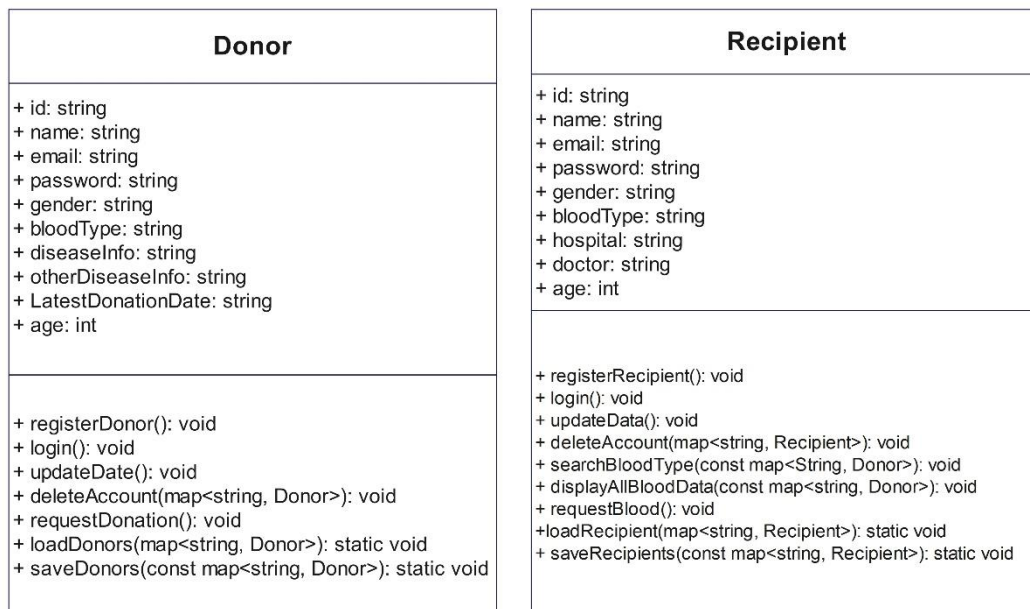 Donor
+ id: string
+ name: string
+ email: string
+ password: string
+ gender: string
+ bloodType: string
+ diseaseInfo: string
+ otherDiseaseInfo: string
+ LatestDonationDate: string
+ age: int
+ registerDonor(): void
+ login(): void
+ updateDate(): void
+ deleteAccount(map<string, Donor>): void
+ requestDonation(): void
+ loadDonors(map<string, Donor>): static void
+ saveDonors(const map<string, Donor>): static void
Recipient
+ id: string
+ name: string
+ email: string
+ password: string
+ gender: string
+ bloodType: string
+ hospital: string
+ doctor: string
+ age: int
+ registerRecipient(): void
+ login(): void
+ updateData(): void
+ deleteAccount(map<string, Recipient>): void
+ searchBloodType(const map<String, Donor>): void
+ displayAllBloodData(const map<string, Donor>): void
+ requestBlood(): void
+loadRecipient(map<string, Recipient>): static void
+ saveRecipients(const map<string, Recipient>): static void